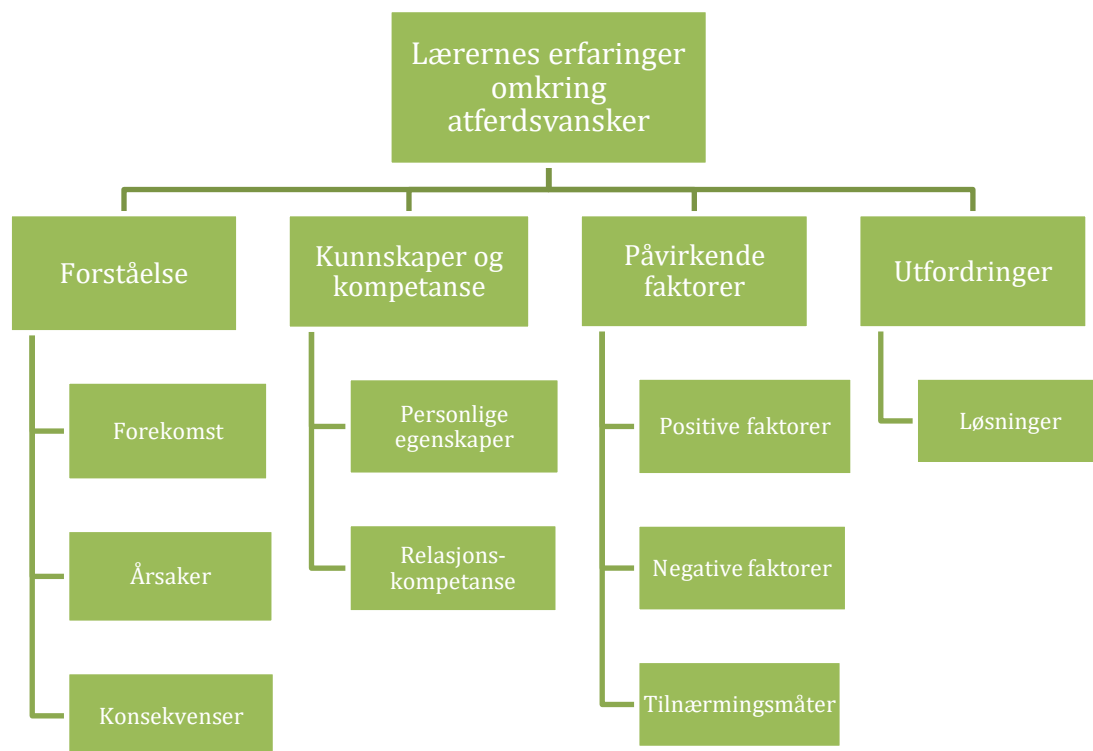 Lærernes erfaringer
omkring
atferdsvansker
Forståelse
Kunnskaper og
kompetanse
Påvirkende
faktorer
Utfordringer
Forekomst
Årsaker
Konsekvenser
Personlige
egenskaper
Relasjons-
kompetanse
Positive faktorer
Negative faktorer
Tilnærmingsmåter
Løsninger